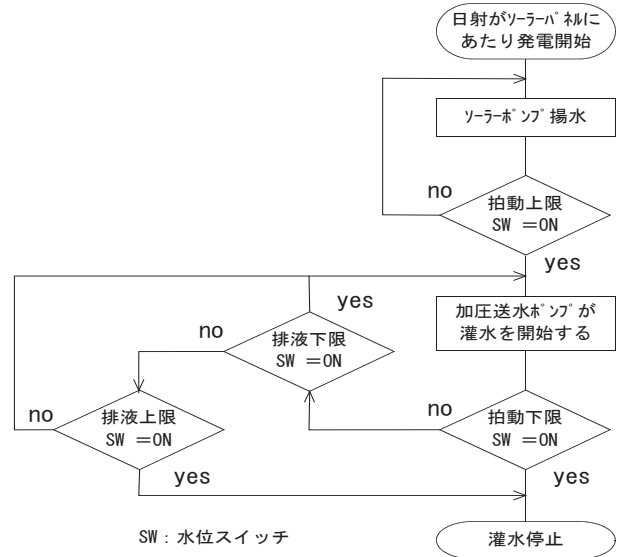 日射がｿｰﾗｰﾊﾟﾈﾙに
あたり発電開始
ｿｰﾗｰﾎﾟﾝﾌﾟ揚水
no
拍動上限
SW =ON
yes
yes
加圧送水ﾎﾟﾝﾌﾟが
灌水を開始する
no
排液下限
SW =ON
no
排液上限
SW =ON
no
拍動下限
SW =ON
yes
yes
SW：水位スイッチ
灌水停止